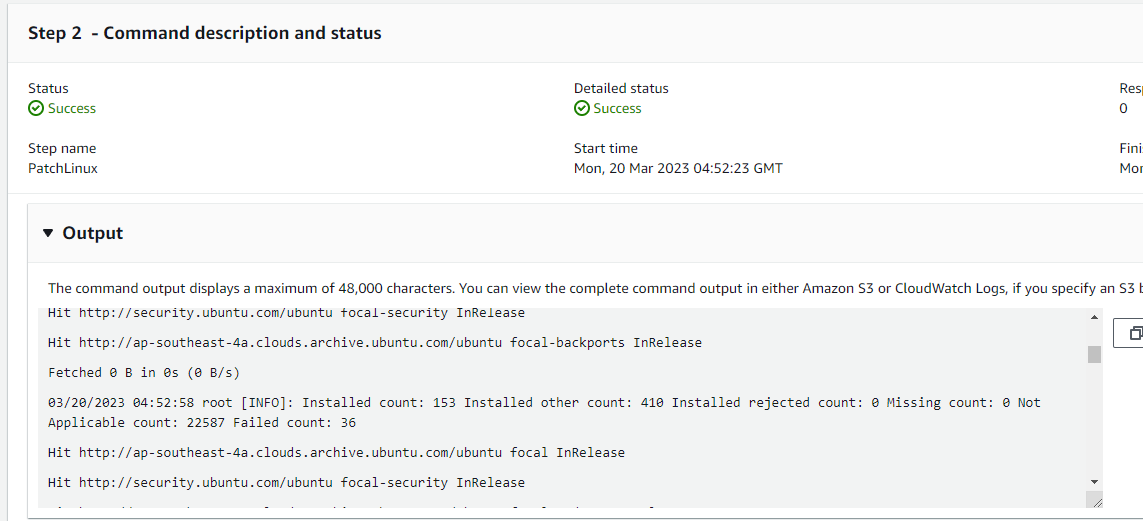 Step 2 - Command description and status
Status
Success
Detailed status
Success
0
Step name
PatchLinux
Start time
Mon, 20 Mar 2023 04:52:23 GMT
Output
The command output displays a maximum of 48,000 characters. You can view the complete command output in either Amazon S3 or CloudWatch Logs, if you specify an S3
Hit http://security.ubuntu.com/ubuntu focal-security InRelease
Hit http://ap-southeast-4a.clouds.archive.ubuntu.com/ubuntu focal-backports InRelease
Fetched 0 B in 0s (0 B/s)
03/20/2023 04:52:58 root [INFO]: Installed count: 153 Installed other count: 410 Installed rejected count: 0 Missing count: 0 Not
Applicable count: 22587 Failed count: 36
Hit http://ap-southeast-4a.clouds.archive.ubuntu.com/ubuntu focal InRelease
Hit http://security.ubuntu.com/ubuntu focal-security InRelease